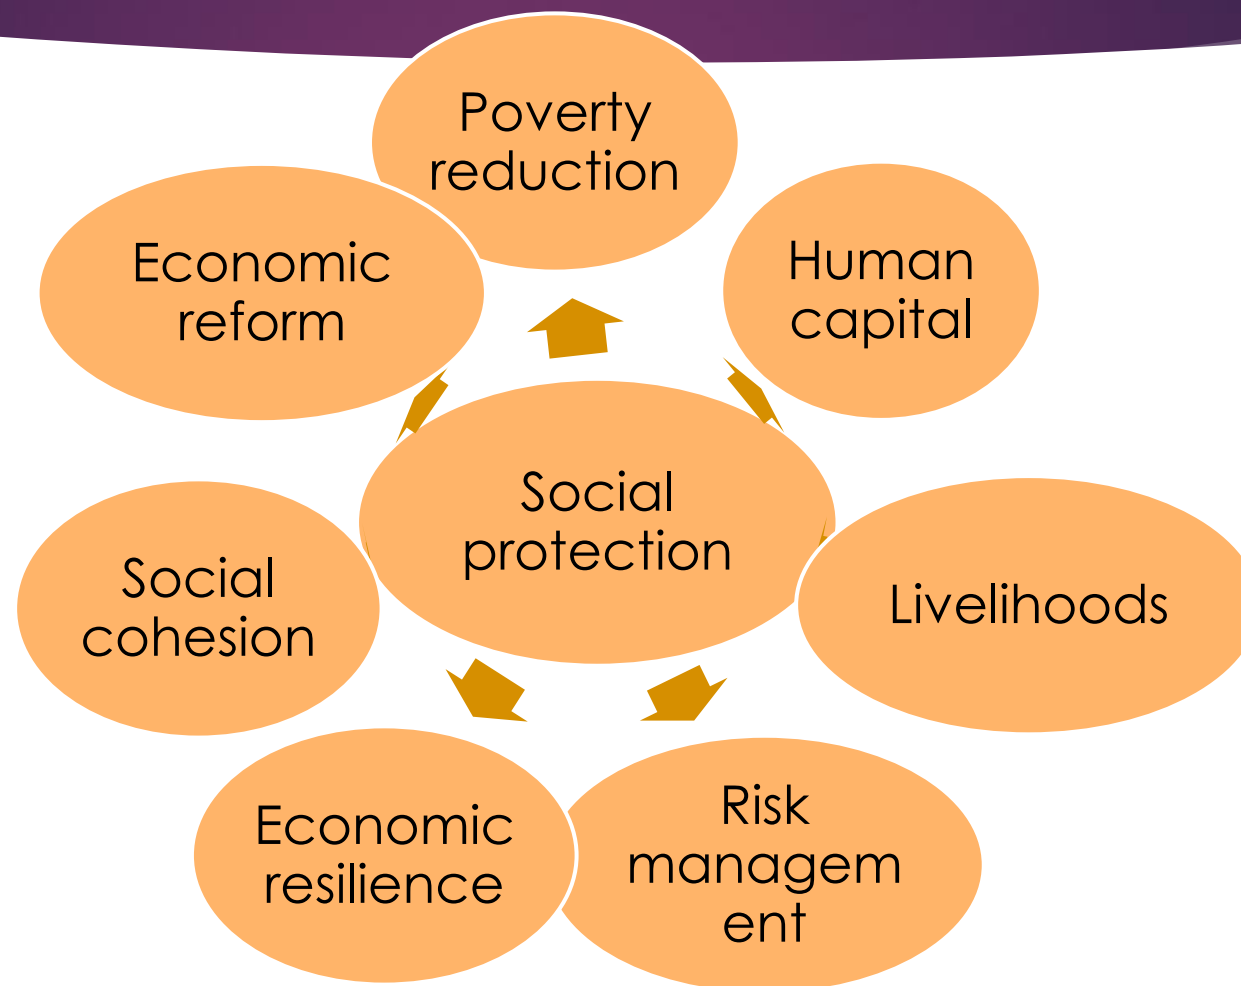 Poverty
reduction
Human
capital
Livelihoods
Risk
managem
ent
Economic
resilience
Social
cohesion
Economic
reform
Social
protection